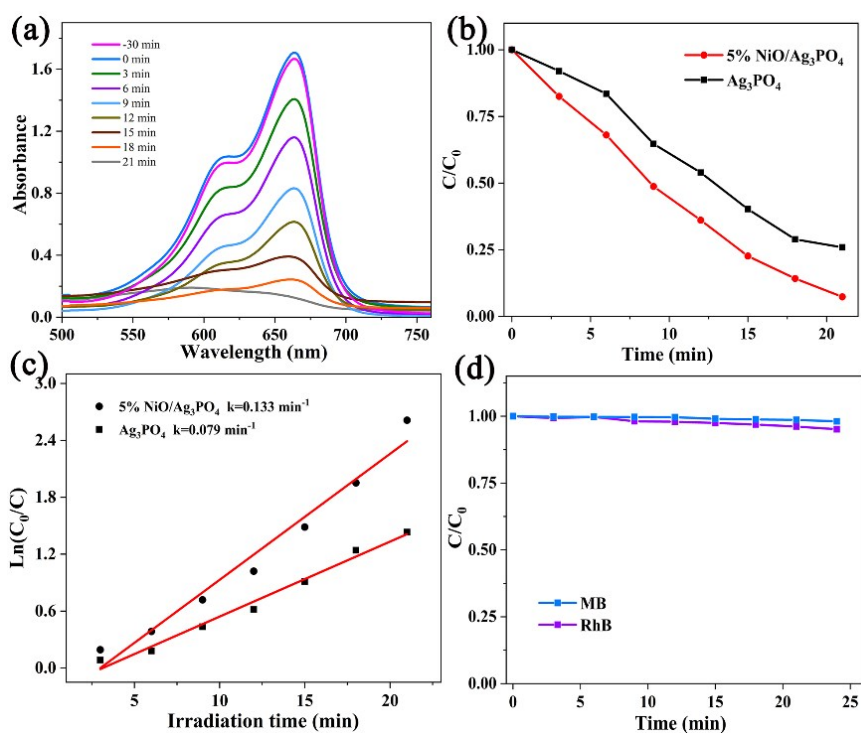 (a)
-30 min
0 min
3 min
6 min
9 min
12 min
15 min
18 min
21 min
Absorbance
1.6
1.2
0.8
0.4
0.0
500
550
600
650
700
750
Wavelength (nm)
(b)
5% NiO/Ag₃PO₄
Ag₃PO₄
C/C₀
1.00
0.75
0.50
0.25
0.00
0
5
10
15
20
Time (min)
(c)
5% NiO/Ag₃PO₄ k=0.133 min⁻¹
Ag₃PO₄ k=0.079 min⁻¹
Ln(C₀/C)
3.0
2.4
1.8
1.2
0.6
0.0
5
10
15
20
Irradiation time (min)
(d)
C/C₀
1.00
0.75
0.50
0.25
0.00
MB
RhB
0
5
10
15
20
25
Time (min)